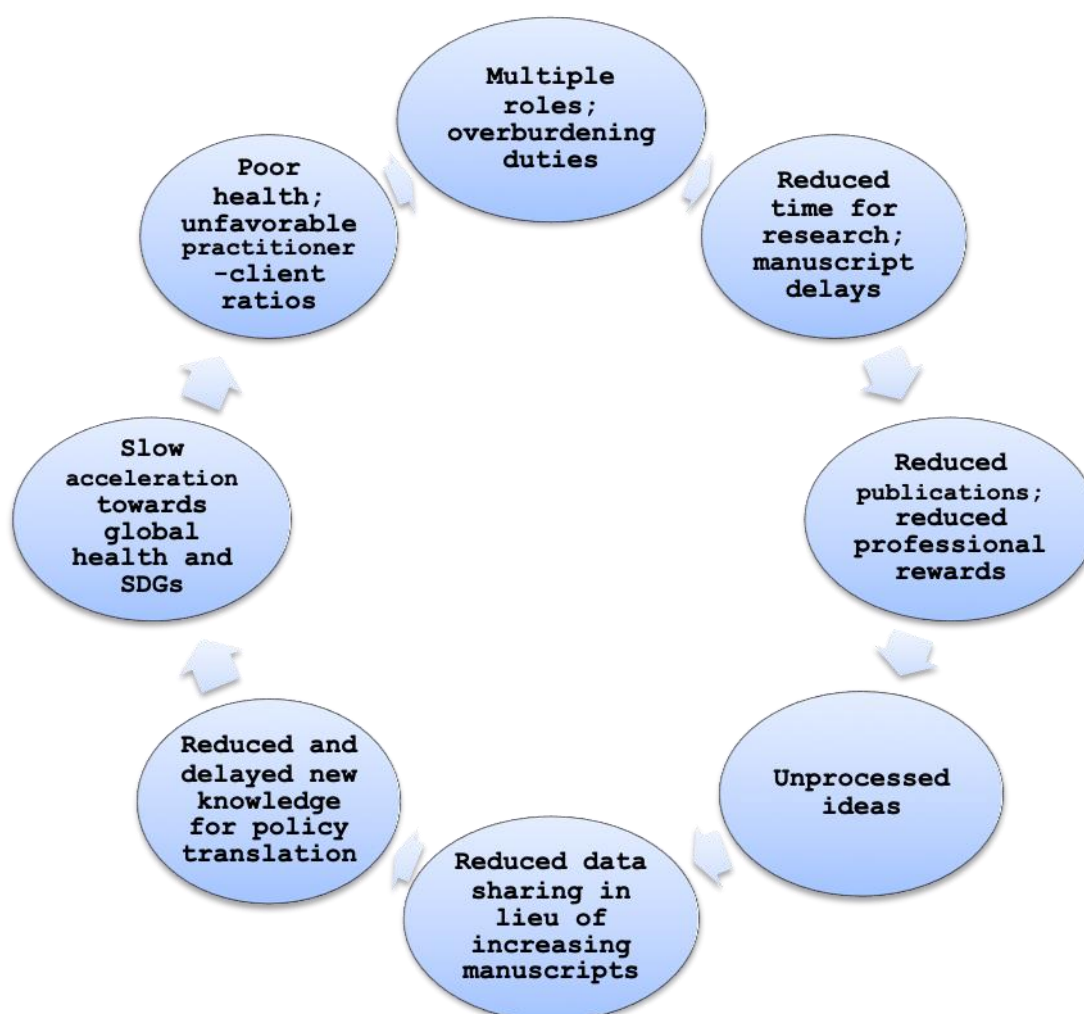 Multiple
roles;
overburdening
duties
Reduced
time for
research;
manuscript
delays
Reduced
publications;
reduced
professional
rewards
Unprocessed
ideas
Reduced data
sharing in
lieu of
increasing
manuscripts
Reduced and
delayed new
knowledge
for policy
translation
Slow
acceleration
towards
global
health and
SDGs
Poor
health;
unfavorable
practitioner
-client
ratios